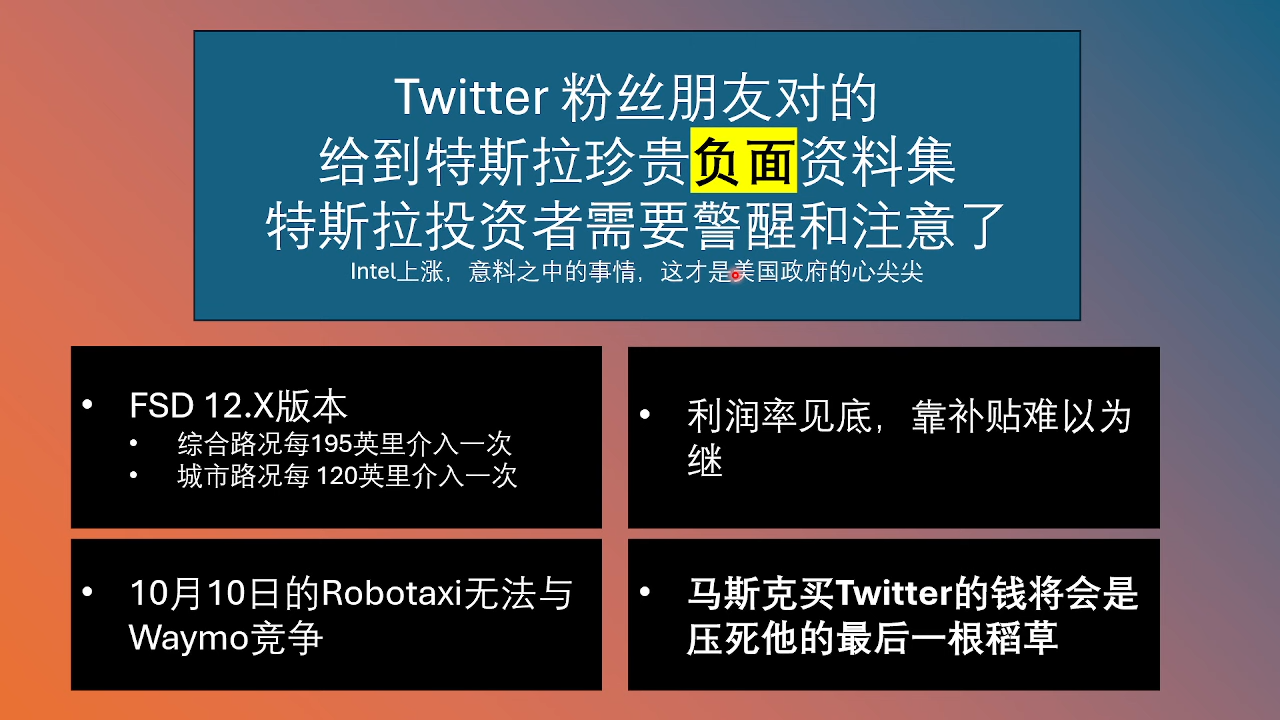 Twitter 粉丝朋友对的
给到特斯拉珍贵负面资料集
特斯拉投资者需要警醒和注意了
Intel上涨，意料之中的事情，这才是美国政府的心尖尖
• FSD 12.X版本
• 综合路况每195英里介入一次
• 城市路况每 120英里介入一次
• 利润率见底，靠补贴难以为
继
• 10月10日的Robotaxi无法与
Waymo竞争
• 马斯克买Twitter的钱将会是
压死他的最后一根稻草